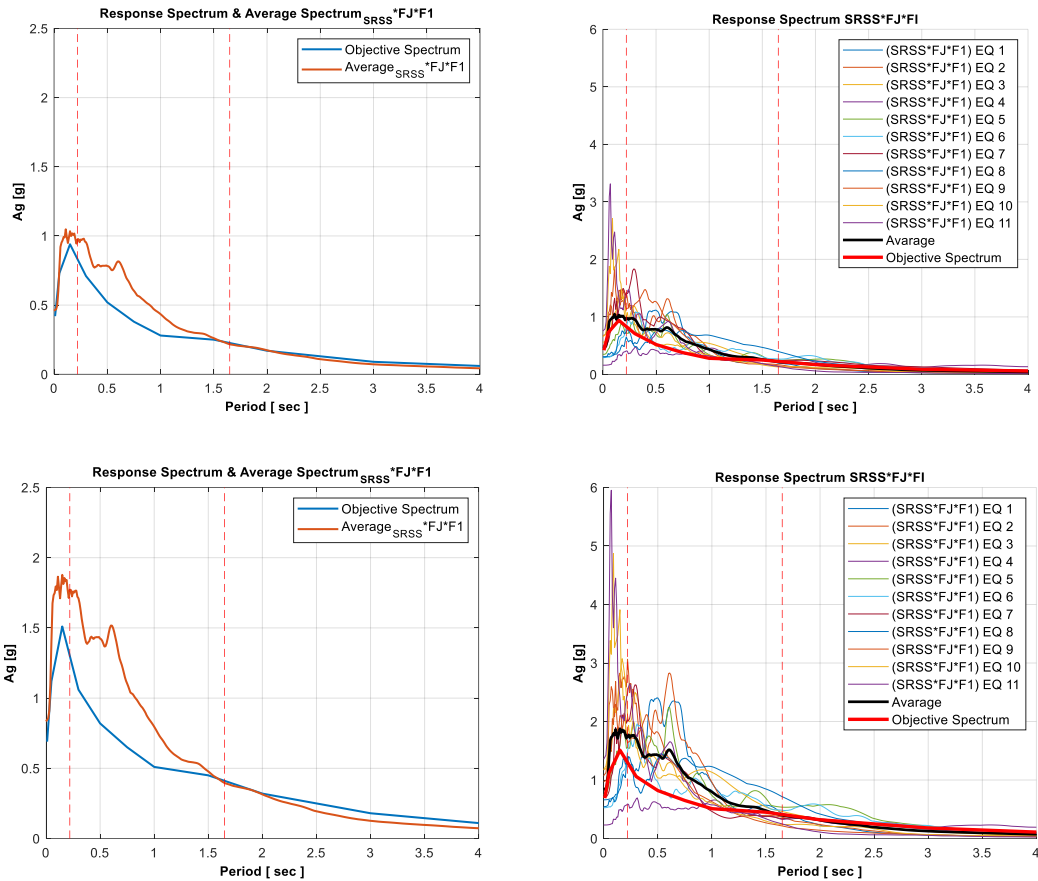 Response Spectrum & Average Spectrum_SRSS*FJ*F1
2.5
2
1.5
1
0.5
0
Ag [g]
Objective Spectrum
Average_SRSS*FJ*F1
0 0.5 1 1.5 2 2.5 3 3.5 4
Period [ sec ]
Response Spectrum SRSS*FJ*FI
6
5
4
3
2
1
0
Ag [g]
(SRSS*FJ*F1) EQ 1
(SRSS*FJ*F1) EQ 2
(SRSS*FJ*F1) EQ 3
(SRSS*FJ*F1) EQ 4
(SRSS*FJ*F1) EQ 5
(SRSS*FJ*F1) EQ 6
(SRSS*FJ*F1) EQ 7
(SRSS*FJ*F1) EQ 8
(SRSS*FJ*F1) EQ 9
(SRSS*FJ*F1) EQ 10
(SRSS*FJ*F1) EQ 11
Avarage
Objective Spectrum
0 0.5 1 1.5 2 2.5 3 3.5 4
Period [ sec ]
Response Spectrum & Average Spectrum_SRSS*FJ*F1
2.5
2
1.5
1
0.5
0
Ag [g]
Objective Spectrum
Average_SRSS*FJ*F1
0 0.5 1 1.5 2 2.5 3 3.5 4
Period [ sec ]
Response Spectrum SRSS*FJ*FI
6
5
4
3
2
1
0
Ag [g]
(SRSS*FJ*F1) EQ 1
(SRSS*FJ*F1) EQ 2
(SRSS*FJ*F1) EQ 3
(SRSS*FJ*F1) EQ 4
(SRSS*FJ*F1) EQ 5
(SRSS*FJ*F1) EQ 6
(SRSS*FJ*F1) EQ 7
(SRSS*FJ*F1) EQ 8
(SRSS*FJ*F1) EQ 9
(SRSS*FJ*F1) EQ 10
(SRSS*FJ*F1) EQ 11
Avarage
Objective Spectrum
0 0.5 1 1.5 2 2.5 3 3.5 4
Period [ sec ]